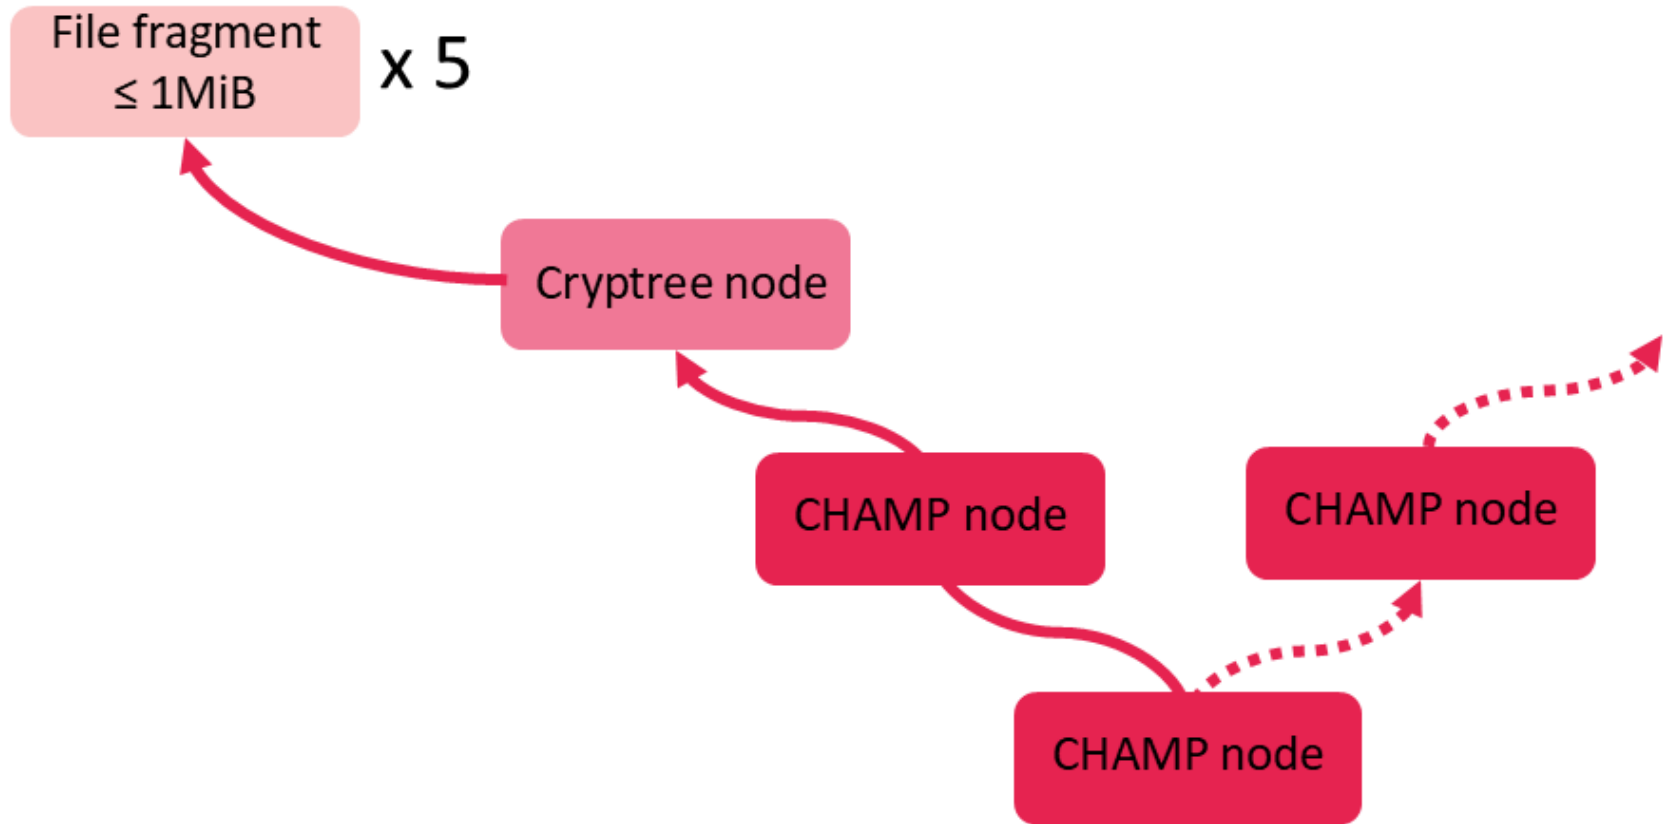 File fragment
≤ 1MiB
x 5
Cryptree node
CHAMP node
CHAMP node
CHAMP node